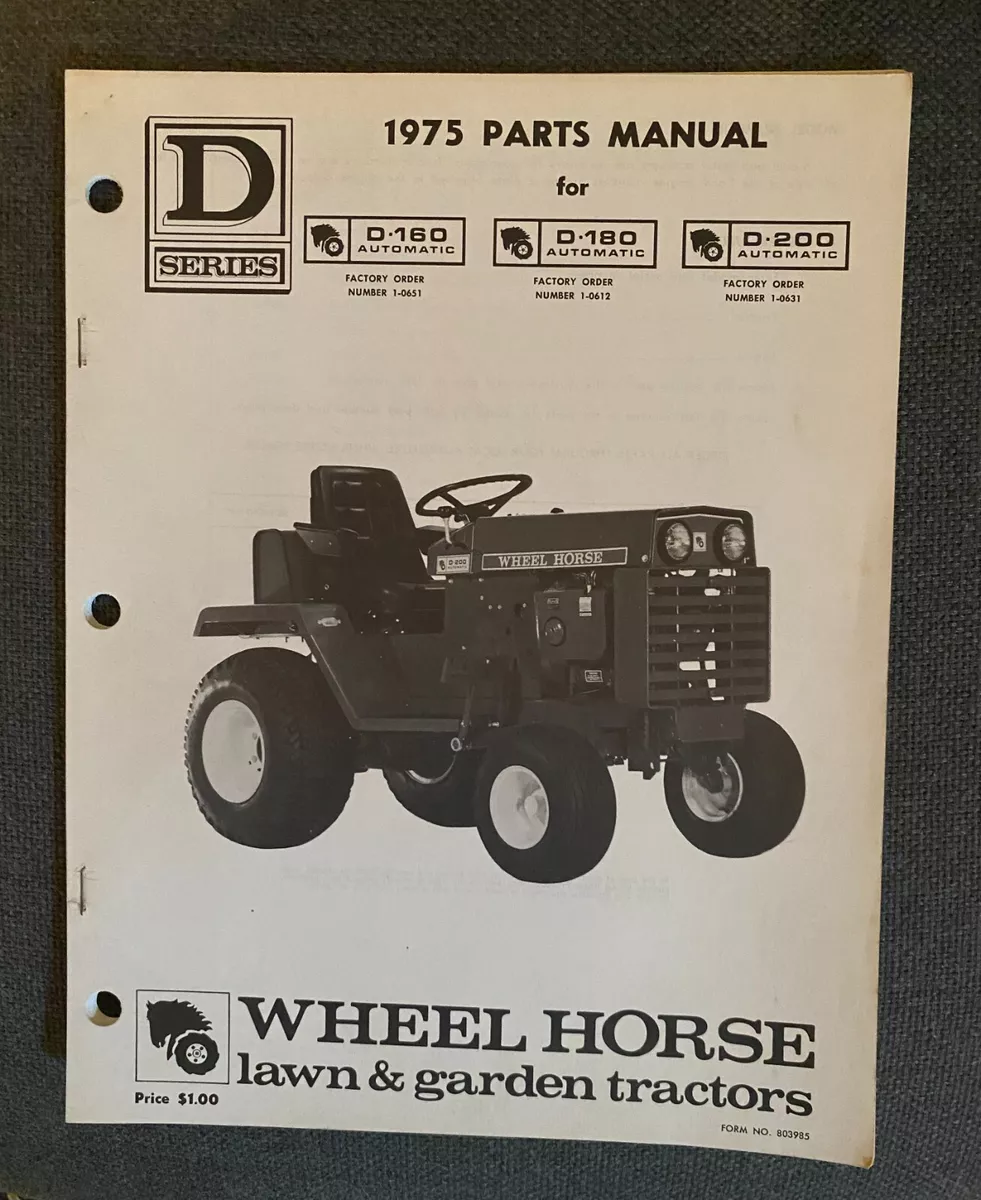 1975 PARTS MANUAL
for
D
SERIES
D·160
AUTOMATIC
FACTORY ORDER
NUMBER 1-0651
D·180
AUTOMATIC
FACTORY ORDER
NUMBER 1-0612
D·200
AUTOMATIC
FACTORY ORDER
NUMBER 1-0631
D·200
AUTOMATIC
WHEEL HORSE
WHEEL HORSE
lawn & garden tractors
Price $1.00
FORM NO. 803985